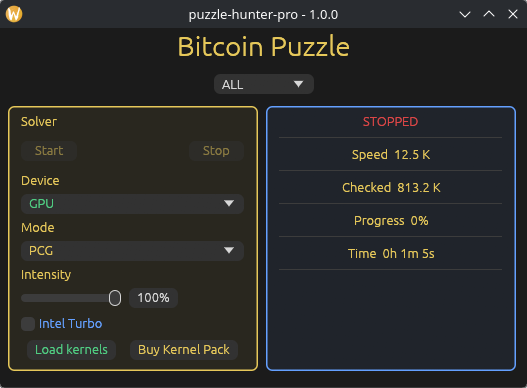 puzzle-hunter-pro - 1.0.0
Bitcoin Puzzle
ALL
Solver
Start Stop
Device
GPU
Mode
PCG
Intensity
100%
Intel Turbo
Load kernels Buy Kernel Pack
STOPPED
Speed 12.5 K
Checked 813.2 K
Progress 0%
Time 0h 1m 5s